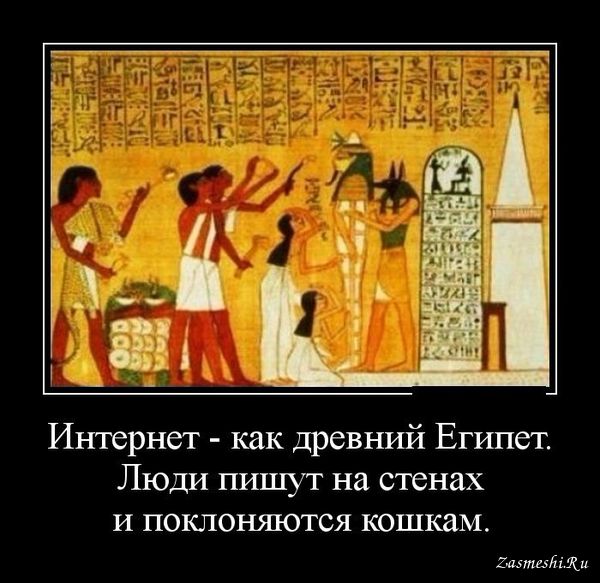 Интернет - как древний Египет.
Люди пишут на стенах
и поклоняются кошкам.
Zasmeshi.Ru